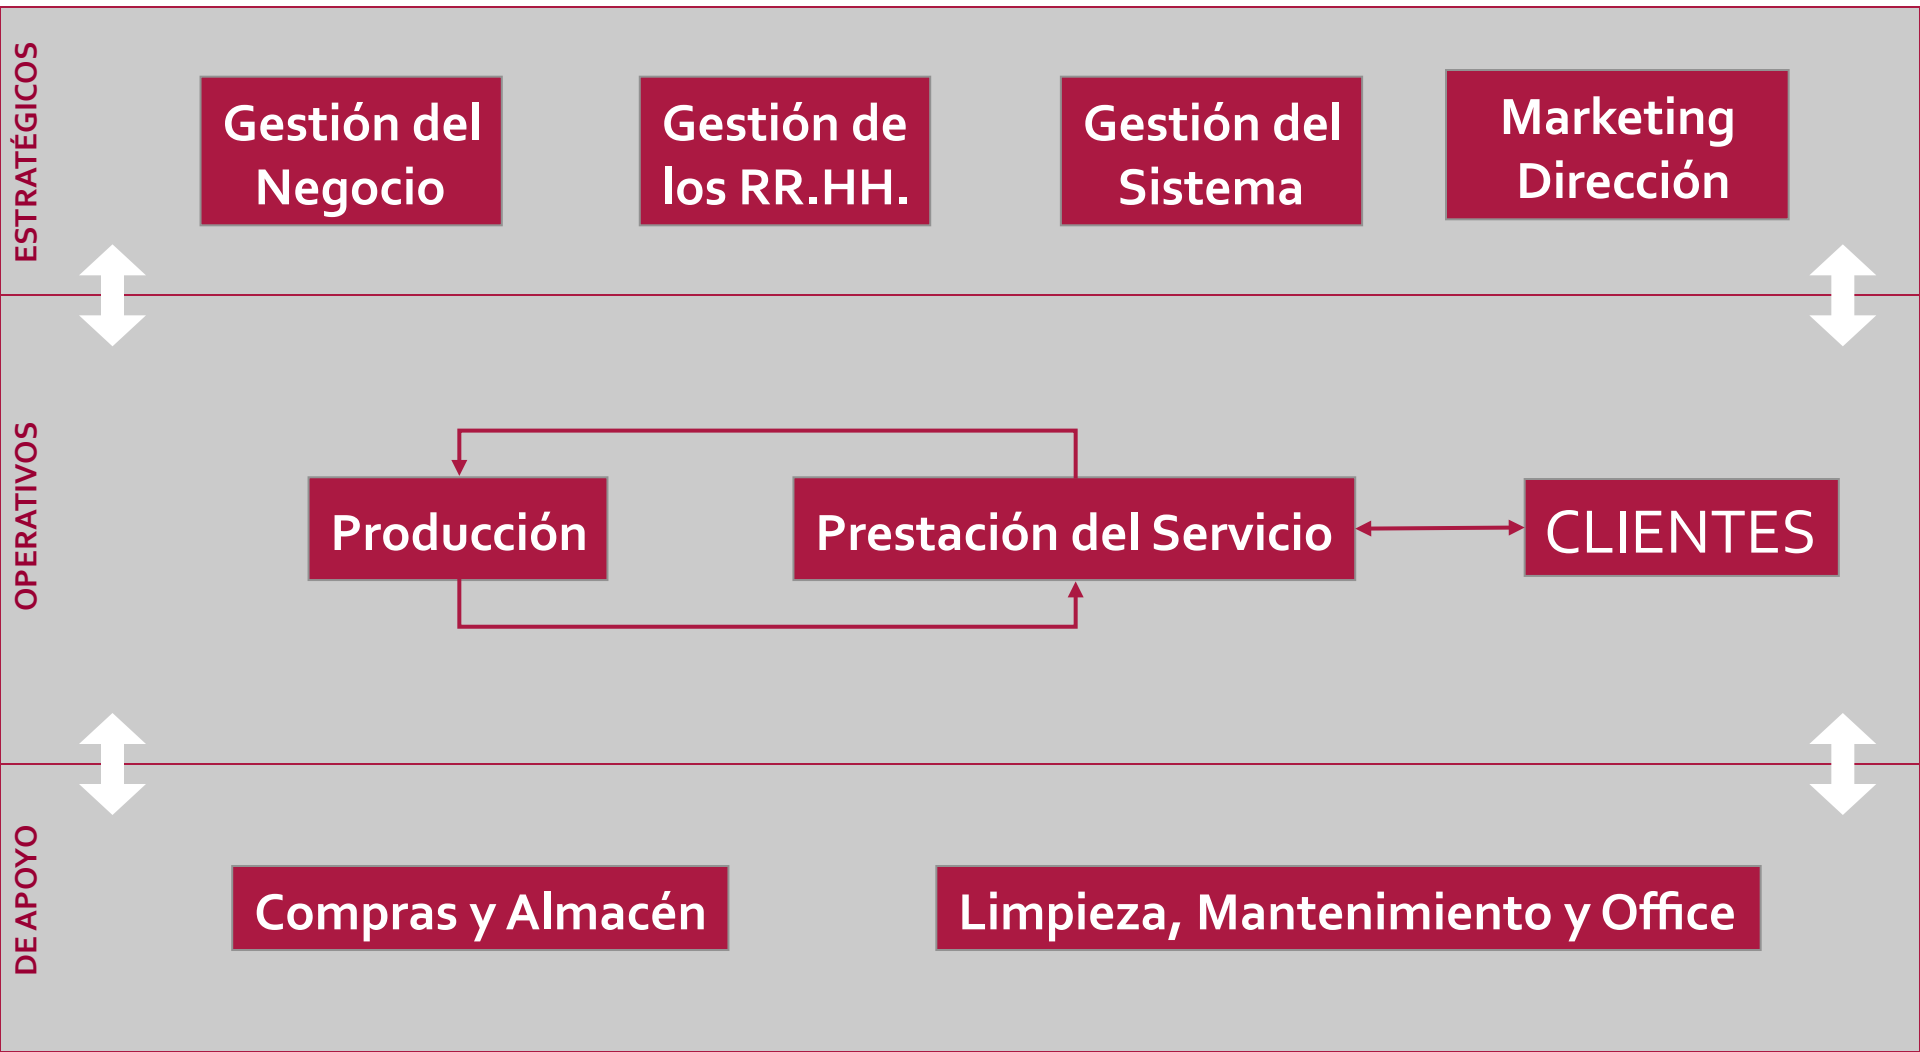 ESTRATÉGICOS
Gestión del
Negocio
Gestión de
los RR.HH.
Gestión del
Sistema
Marketing
Dirección
OPERATIVOS
Producción
Prestación del Servicio
CLIENTES
DE APOYO
Compras y Almacén
Limpieza, Mantenimiento y Office